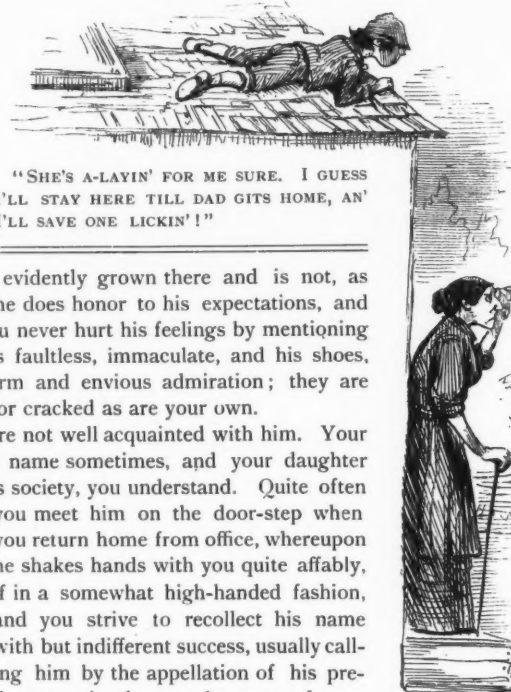 "SHE'S A-LAYIN' FOR ME SURE. I GUESS
I'LL STAY HERE TILL DAD GITS HOME, AN'
I'LL SAVE ONE LICKIN'!"
evidently grown there and is not, as
he does honor to his expectations, and
u never hurt his feelings by mentioning
s faultless, immaculate, and his shoes,
rm and envious admiration; they are
or cracked as are your own.
re not well acquainted with him. Your
name sometimes, and your daughter
s society, you understand. Quite often
you meet him on the door-step when
you return home from office, whereupon
he shakes hands with you quite affably,
f in a somewhat high-handed fashion,
and you strive to recollect his name
with but indifferent success, usually call-
ing him by the appellation of his pre-